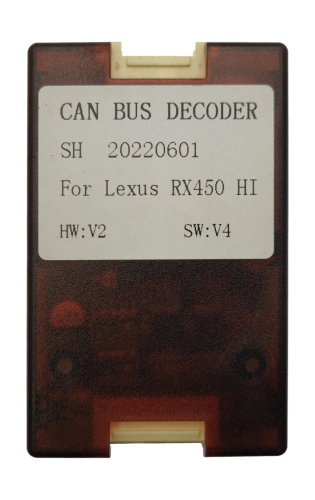 CAN BUS DECODER
SH 20220601
For Lexus RX450 HI
HW:V2 SW:V4